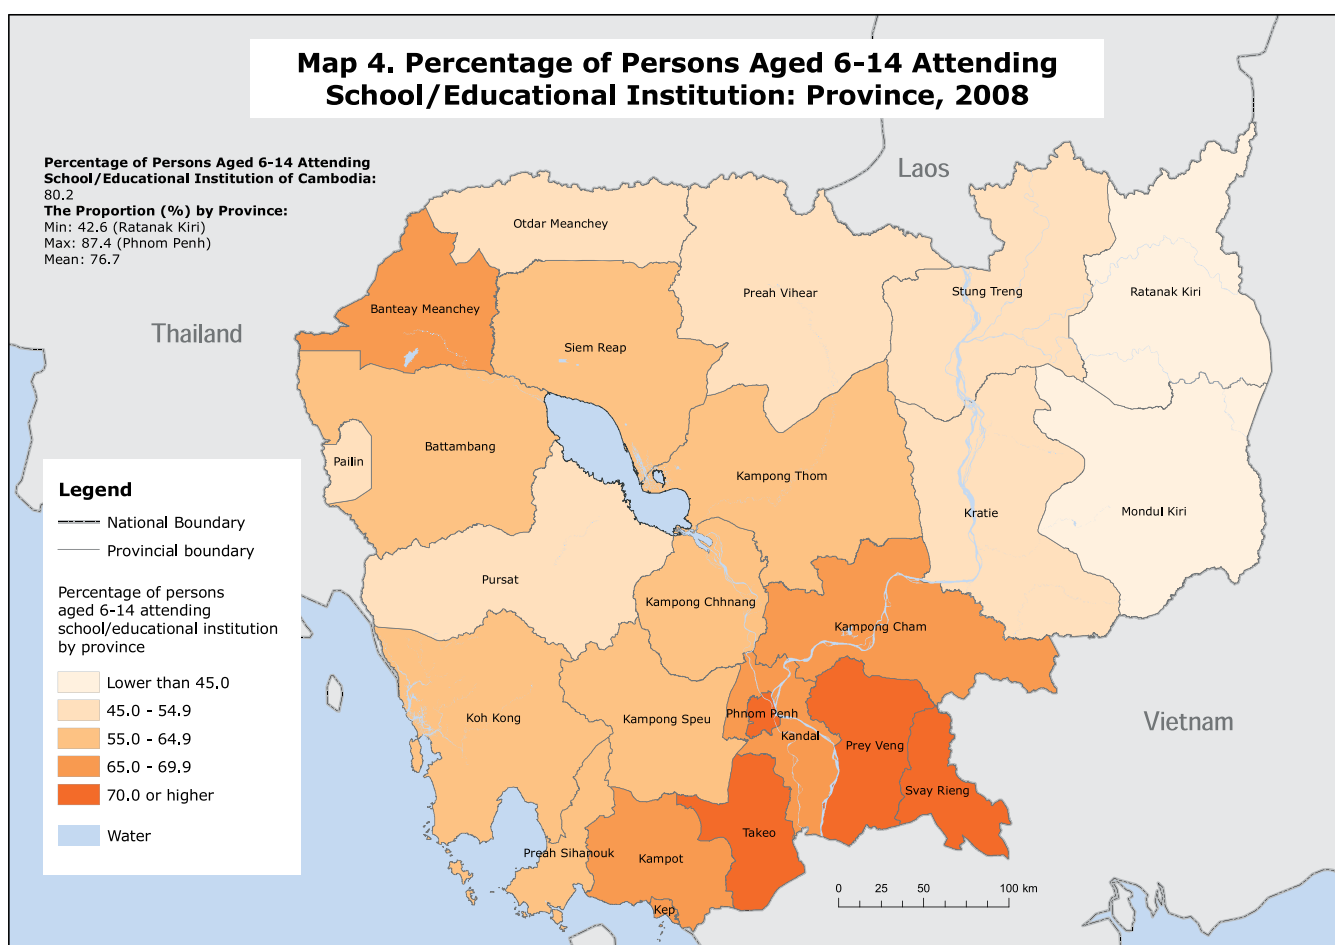 Map 4. Percentage of Persons Aged 6-14 Attending
School/Educational Institution: Province, 2008
Percentage of Persons Aged 6-14 Attending
School/Educational Institution of Cambodia:
80.2
The Proportion (%) by Province:
Min: 42.6 (Ratanak Kiri)
Max: 87.4 (Phnom Penh)
Mean: 76.7
Laos
Thailand
Vietnam
Otdar Meanchey
Banteay Meanchey
Preah Vihear
Stung Treng
Ratanak Kiri
Siem Reap
Battambang
Pailin
Kampong Thom
Kratie
Mondul Kiri
Pursat
Kampong Chhnang
Kampong Cham
Koh Kong
Kampong Speu
Phnom Penh
Kandal
Prey Veng
Svay Rieng
Takeo
Preah Sihanouk
Kampot
Kep
Legend
National Boundary
Provincial boundary
Percentage of persons
aged 6-14 attending
school/educational institution
by province
Lower than 45.0
45.0 - 54.9
55.0 - 64.9
65.0 - 69.9
70.0 or higher
Water
0 25 50 100 km